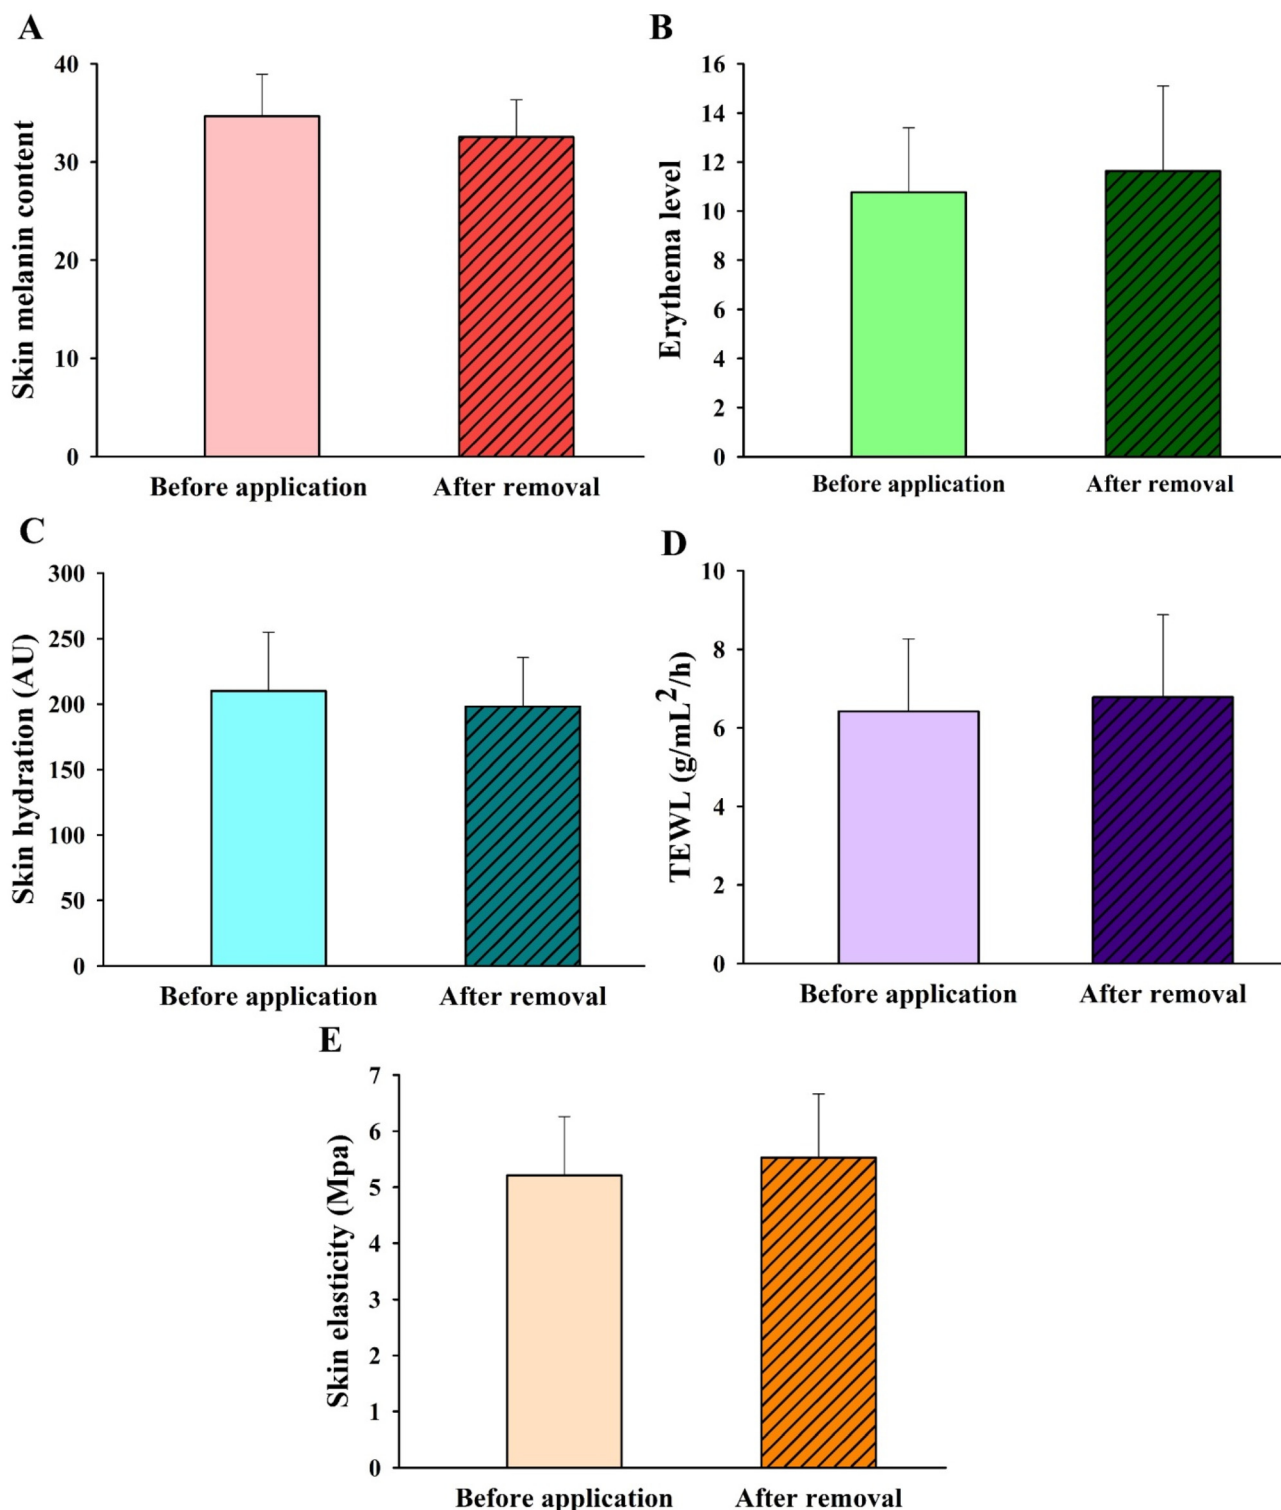 A
Skin melanin content
40
30
20
10
0
Before application After removal
B
Erythema level
16
14
12
10
8
6
4
2
0
Before application After removal
C
Skin hydration (AU)
300
250
200
150
100
50
0
Before application After removal
D
TEWL (g/mL²/h)
10
8
6
4
2
0
Before application After removal
E
Skin elasticity (Mpa)
7
6
5
4
3
2
1
0
Before application After removal